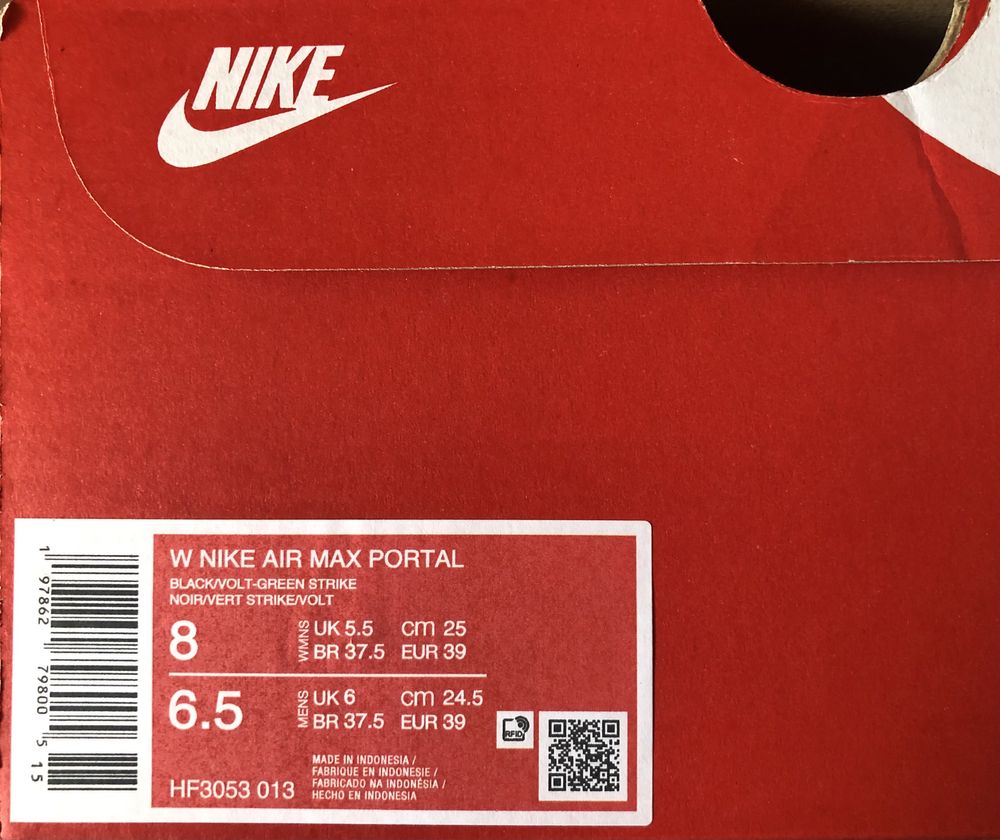 NIKE
W NIKE AIR MAX PORTAL
BLACK/VOLT-GREEN STRIKE
NOIR/VERT STRIKE/VOLT
8 WMNS UK 5.5 cm 25
BR 37.5 EUR 39
6.5 MENS UK 6 cm 24.5
BR 37.5 EUR 39
RFID
HF3053 013
MADE IN INDONESIA /
FABRIQUE EN INDONESIE /
FABRICADO NA INDONÉSIA /
HECHO EN INDONESIA
1 97862 79800 5 15